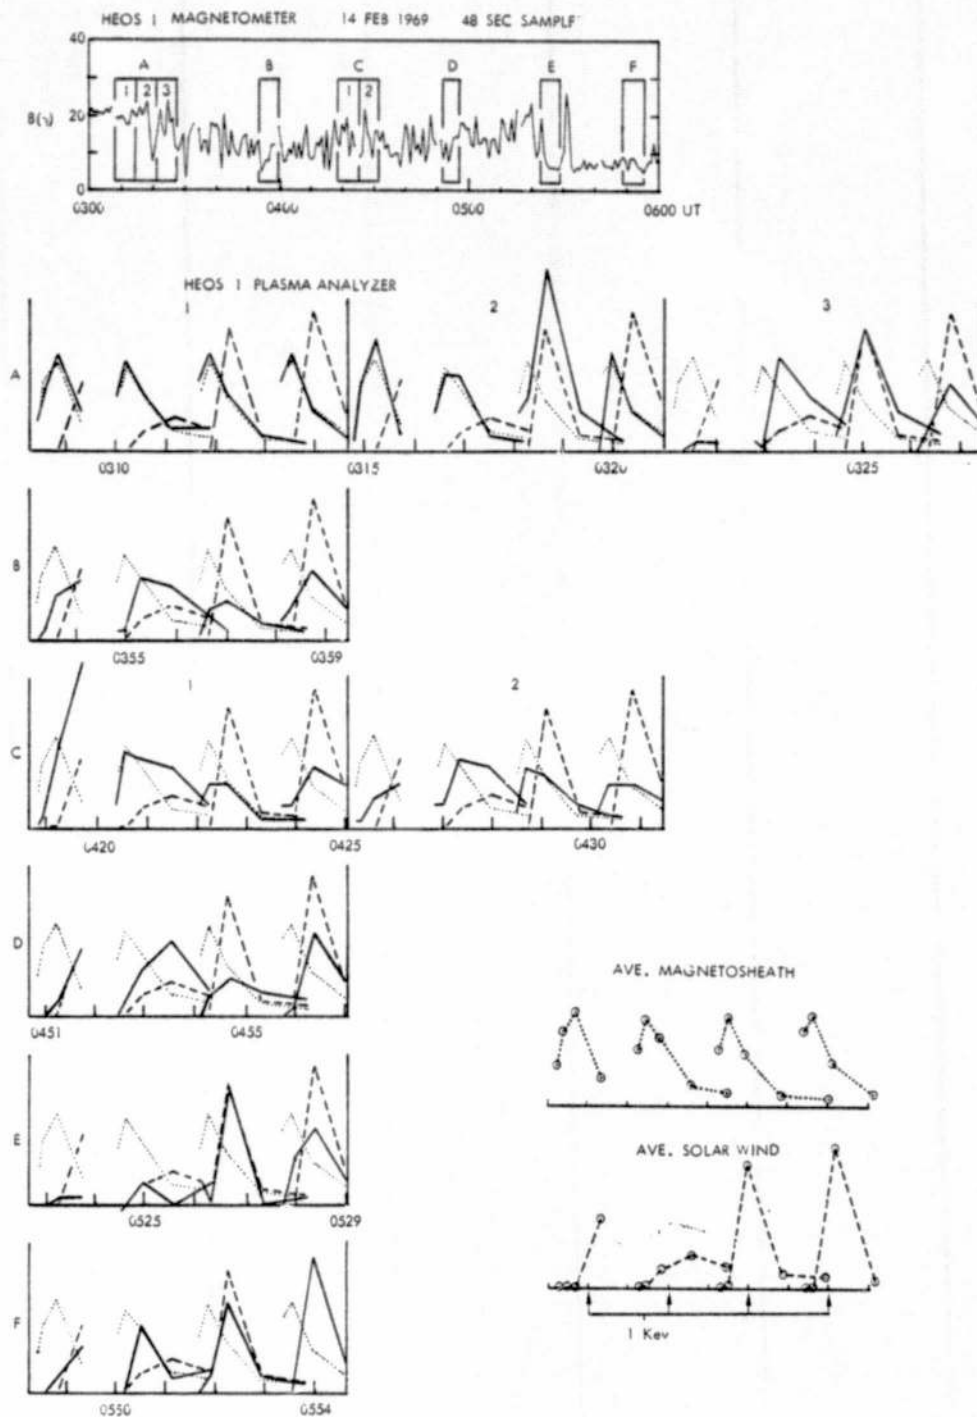 HEOS 1 MAGNETOMETER 14 FEB 1969 48 SEC SAMPLE
40
A B C D E F
1 2 3 1 2
B(γ) 20
0
0300 0400 0500 0600 UT
HEOS 1 PLASMA ANALYZER
1 2 3
A
0310 0315 0320 0325
B
0355 0359
1 2
C
0420 0425 0430
D
0451 0455
AVE. MAGNETOSHEATH
E
0525 0529
AVE. SOLAR WIND
F
0550 0554
1 Kev